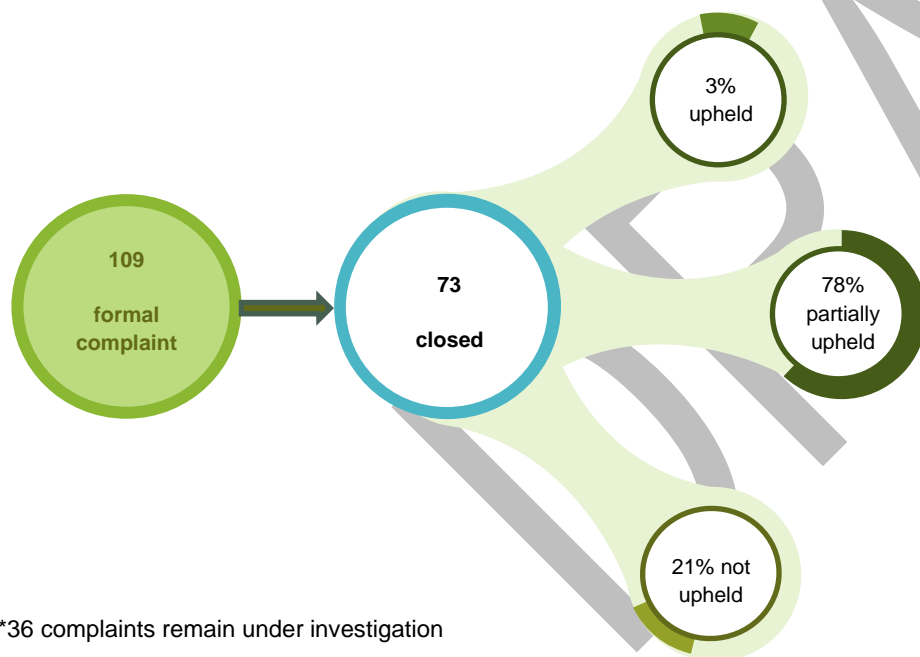 109
formal
complaint
73
closed
3%
upheld
78%
partially
upheld
21% not
upheld
*36 complaints remain under investigation